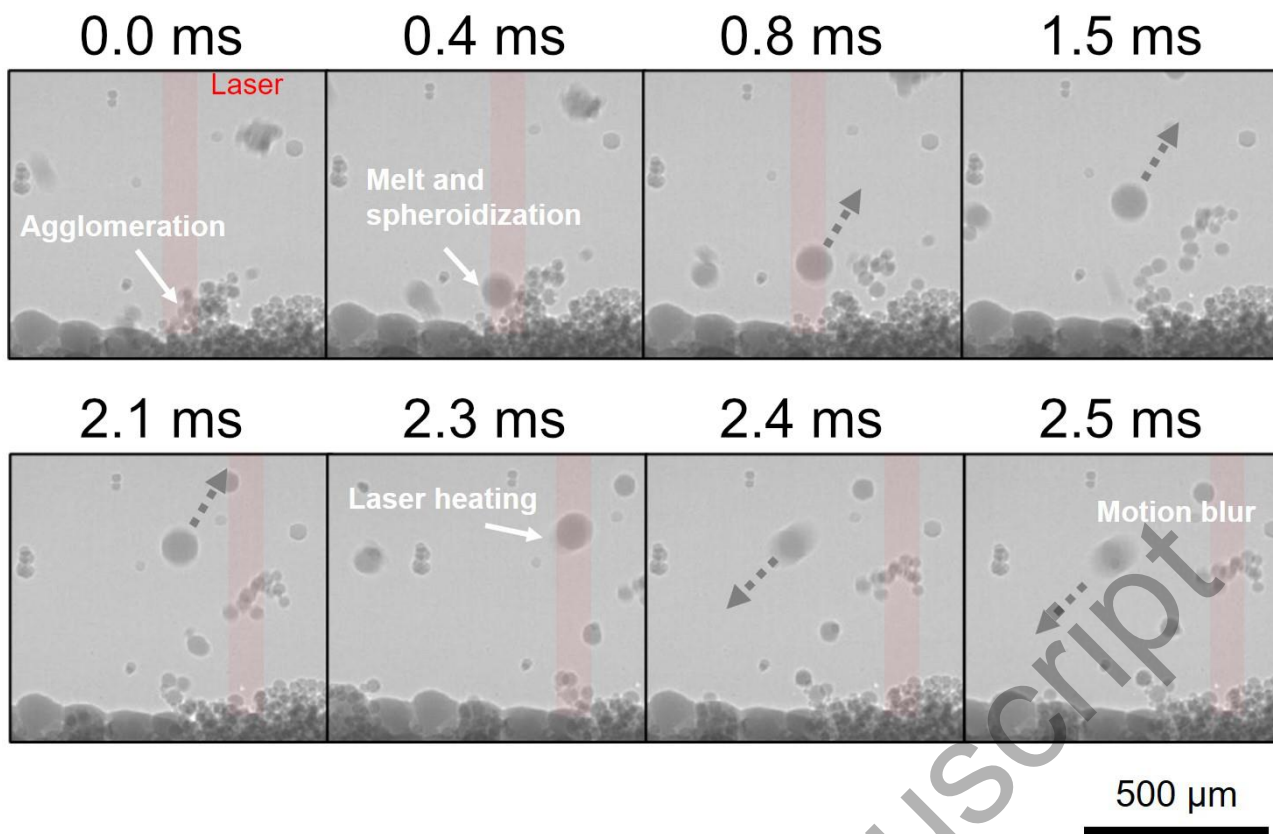 0.0 ms
0.4 ms
0.8 ms
1.5 ms
Laser
Agglomeration
Melt and
spheroidization
2.1 ms
2.3 ms
2.4 ms
2.5 ms
Laser heating
Motion blur
uscript
500 μm